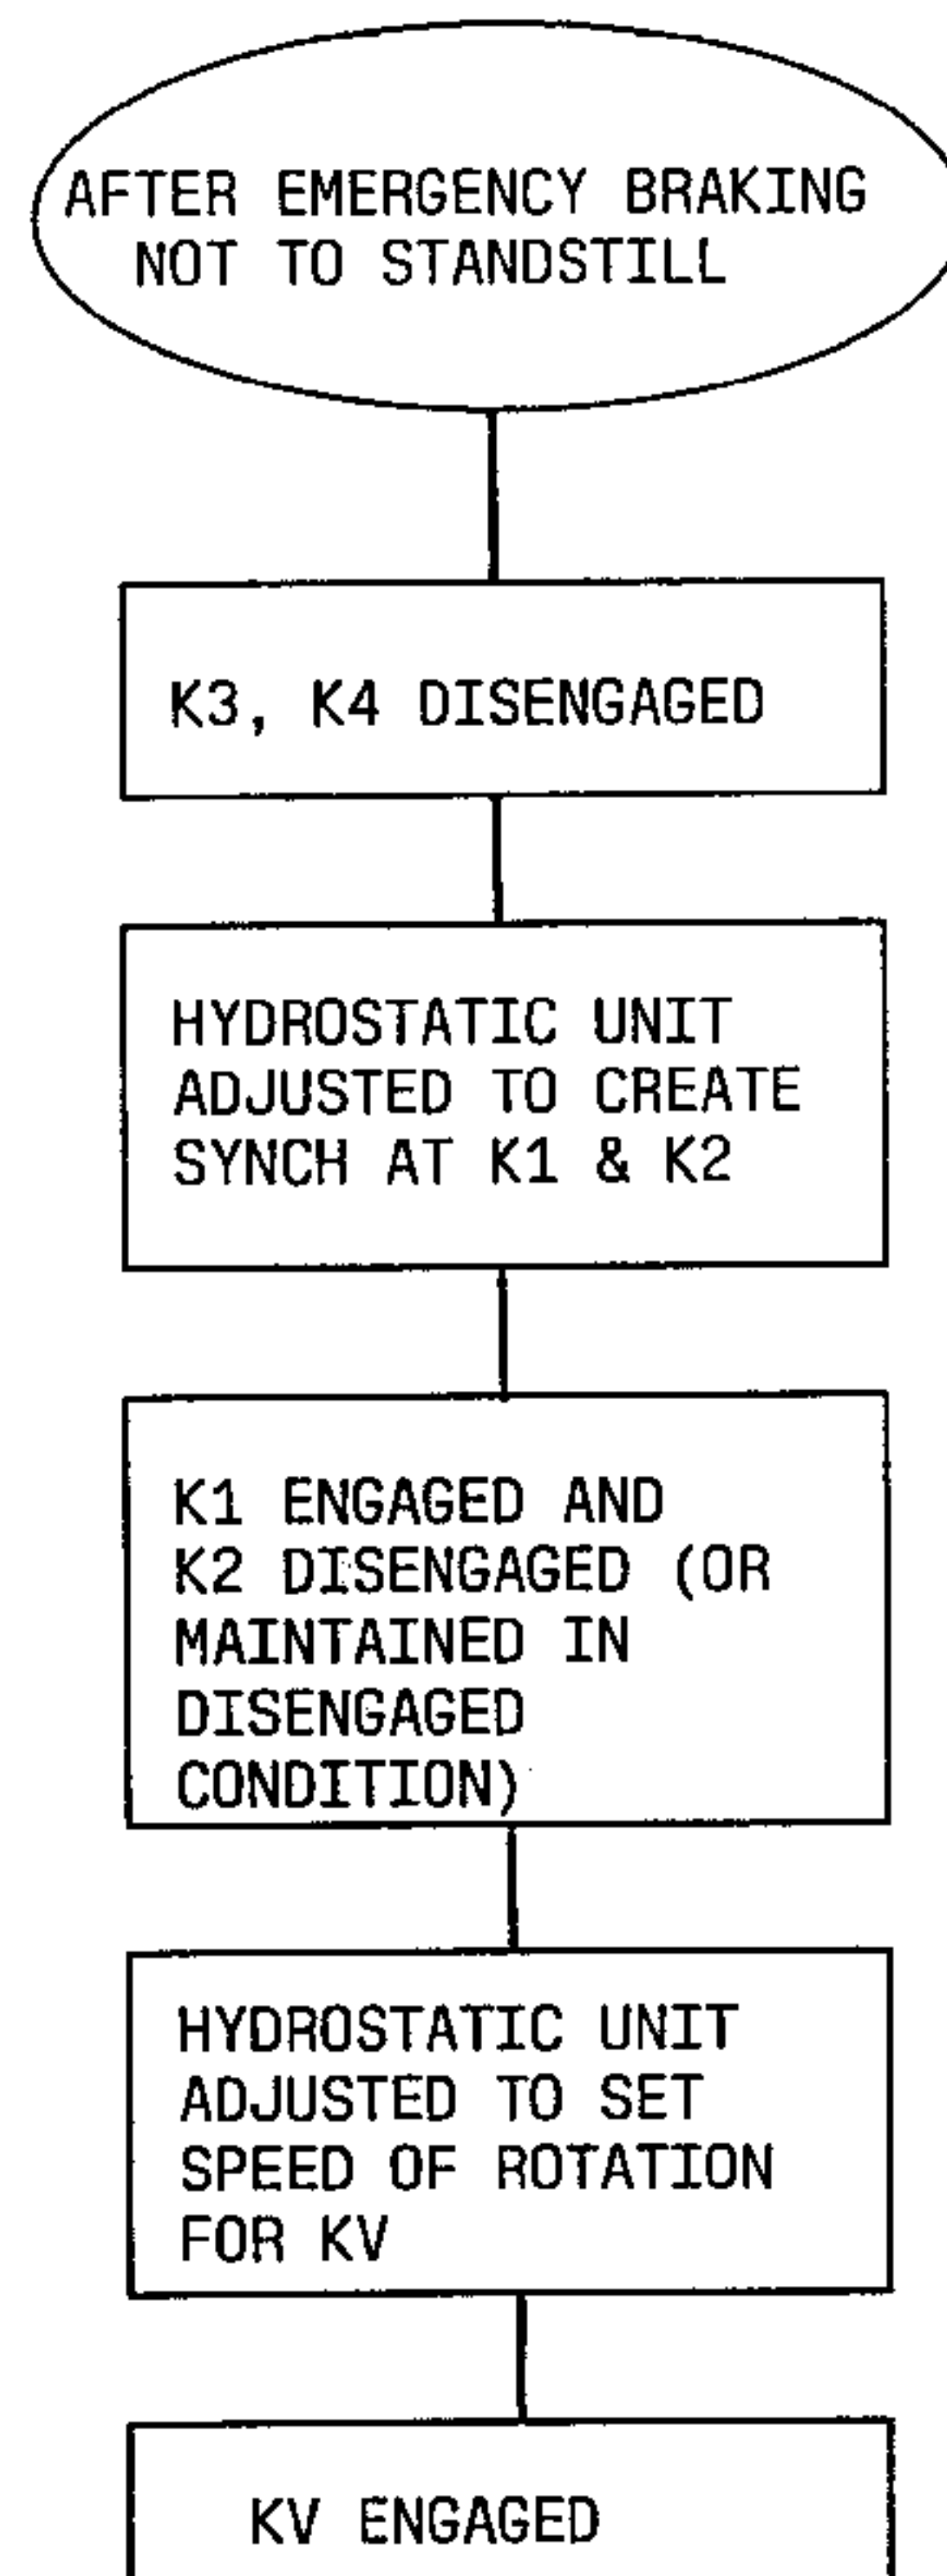 AFTER EMERGENCY BRAKING
NOT TO STANDSTILL
K3, K4 DISENGAGED
HYDROSTATIC UNIT
ADJUSTED TO CREATE
SYNCH AT K1 & K2
K1 ENGAGED AND
K2 DISENGAGED (OR
MAINTAINED IN
DISENGAGED
CONDITION)
HYDROSTATIC UNIT
ADJUSTED TO SET
SPEED OF ROTATION
FOR KV
KV ENGAGED